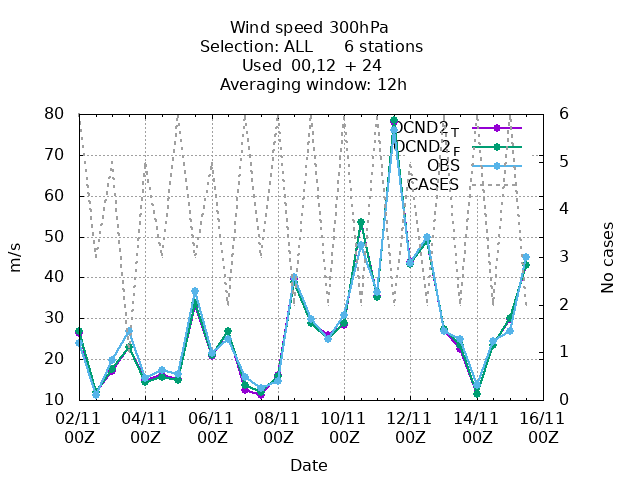 Wind speed 300hPa
Selection: ALL 6 stations
Used 00,12 + 24
Averaging window: 12h
80
70
60
50
40
30
20
10
m/s
6
5
4
3
2
1
0
No cases
OCND2 T
OCND2 F
OBS
CASES
02/11 04/11 06/11 08/11 10/11 12/11 14/11 16/11
00Z 00Z 00Z 00Z 00Z 00Z 00Z 00Z
Date